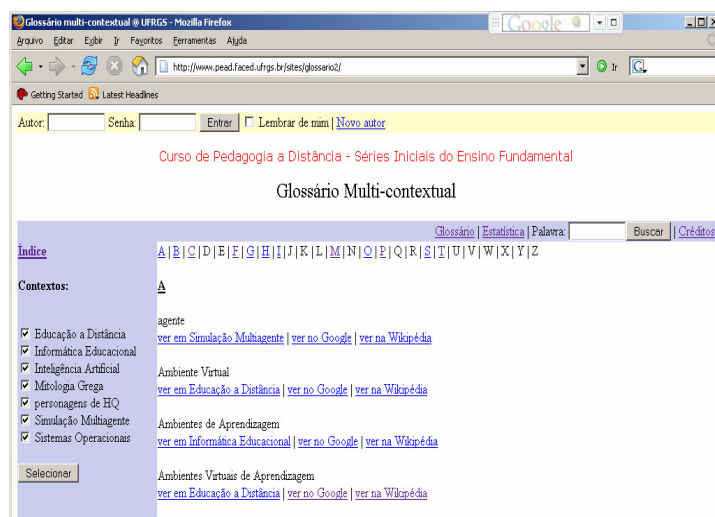 Glossário multi-contextual @ UFRGS - Mozilla Firefox
Google
Arquivo Editar Exibir Ir Favoritos Ferramentas Ajuda
http://www.pead.faced.ufrgs.br/sites/glossario2/ Ir G
Getting Started Latest Headlines
Autor: Senha: Entrar Lembrar de mim | Novo autor
Curso de Pedagogia a Distância - Séries Iniciais do Ensino Fundamental
Glossário Multi-contextual
Glossário | Estatística | Palavra: Buscar | Créditos
Índice
A | B | C | D | E | F | G | H | I | J | K | L | M | N | O | P | Q | R | S | T | U | V | W | X | Y | Z
Contextos:
Educação a Distância
Informática Educacional
Inteligência Artificial
Mitologia Grega
personagens de HQ
Simulação Multiagente
Sistemas Operacionais
Selecionar
A
agente
ver em Simulação Multiagente | ver no Google | ver na Wikipédia
Ambiente Virtual
ver em Educação a Distância | ver no Google | ver na Wikipédia
Ambientes de Aprendizagem
ver em Informática Educacional | ver no Google | ver na Wikipédia
Ambientes Virtuais de Aprendizagem
ver em Educação a Distância | ver no Google | ver na Wikipédia